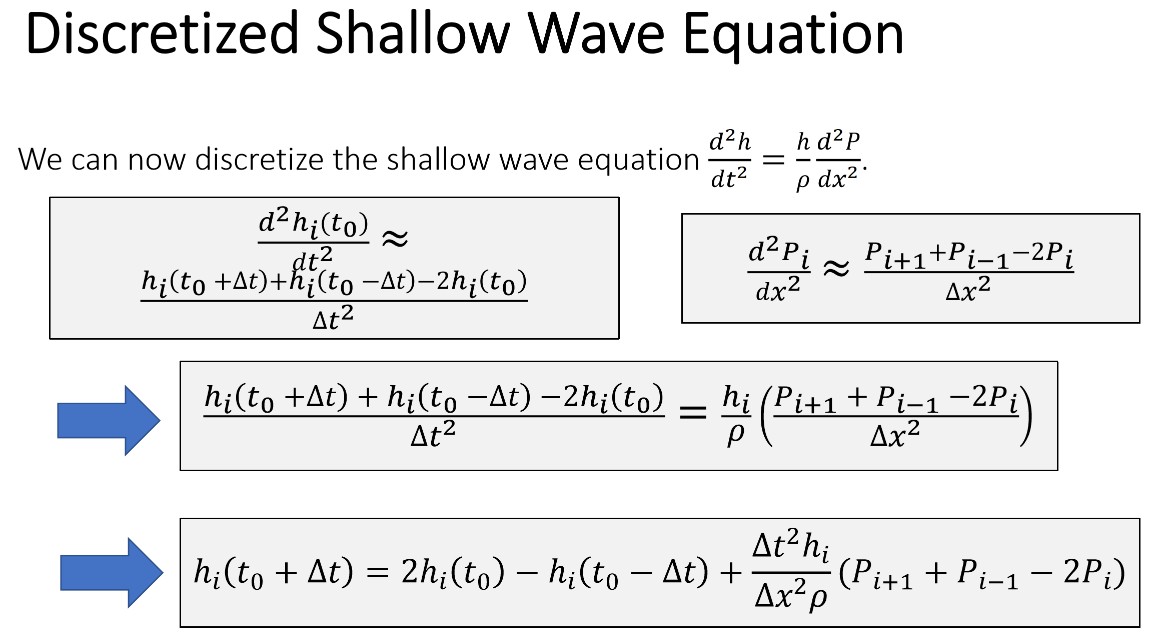 Discretized Shallow Wave Equation
We can now discretize the shallow wave equation d²h/dt² = h/ρ d²P/dx².
d²hᵢ(t₀)/dt² ≈
(hᵢ(t₀ +Δt)+hᵢ(t₀ −Δt)−2hᵢ(t₀))/Δt²
d²Pᵢ/dx² ≈ (Pᵢ₊₁+Pᵢ₋₁−2Pᵢ)/Δx²
(hᵢ(t₀ +Δt) + hᵢ(t₀ −Δt) −2hᵢ(t₀))/Δt² = hᵢ/ρ ((Pᵢ₊₁ + Pᵢ₋₁ −2Pᵢ)/Δx²)
hᵢ(t₀ + Δt) = 2hᵢ(t₀) − hᵢ(t₀ − Δt) + Δt²hᵢ/Δx²ρ (Pᵢ₊₁ + Pᵢ₋₁ − 2Pᵢ)